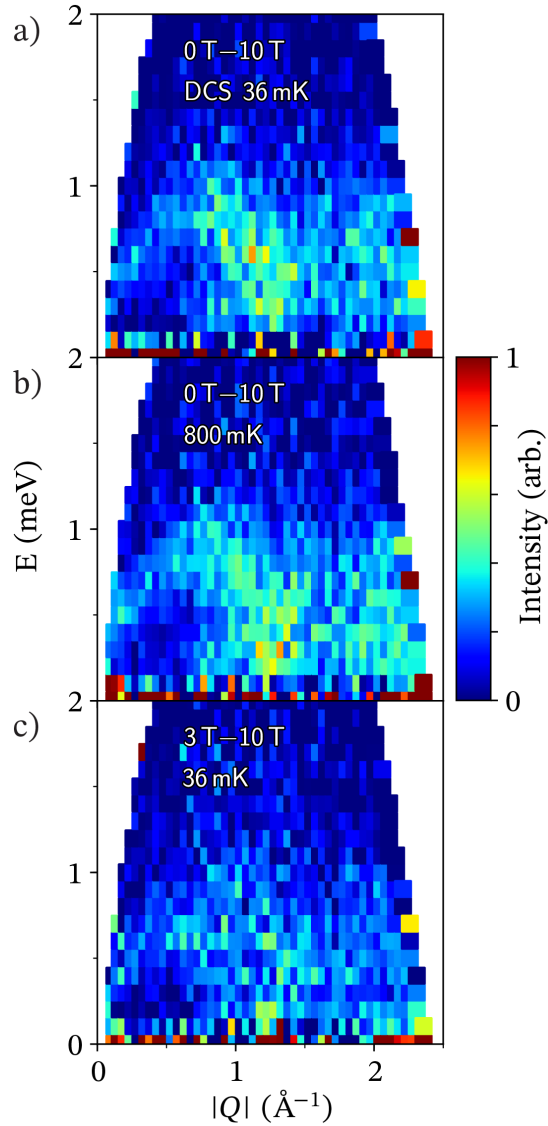 a)
2
0 T−10 T
DCS 36 mK
1
2
b)
0 T−10 T
800 mK
1
E (meV)
1
Intensity (arb.)
0
2
c)
3 T−10 T
36 mK
1
0
0 1 2
|Q| (Å⁻¹)